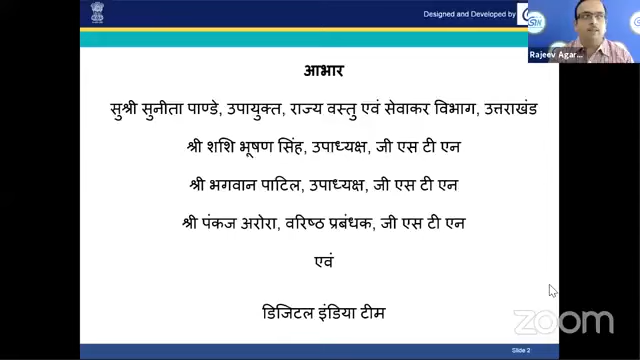 Designed and Developed by
Rajeev Agar...
आभार
सुश्री सुनीता पाण्डे, उपायुक्त, राज्य वस्तु एवं सेवाकर विभाग, उत्तराखंड
श्री शशि भूषण सिंह, उपाध्यक्ष, जी एस टी एन
श्री भगवान पाटिल, उपाध्यक्ष, जी एस टी एन
श्री पंकज अरोरा, वरिष्ठ प्रबंधक, जी एस टी एन
एवं
डिजिटल इंडिया टीम
zoom
Slide 2